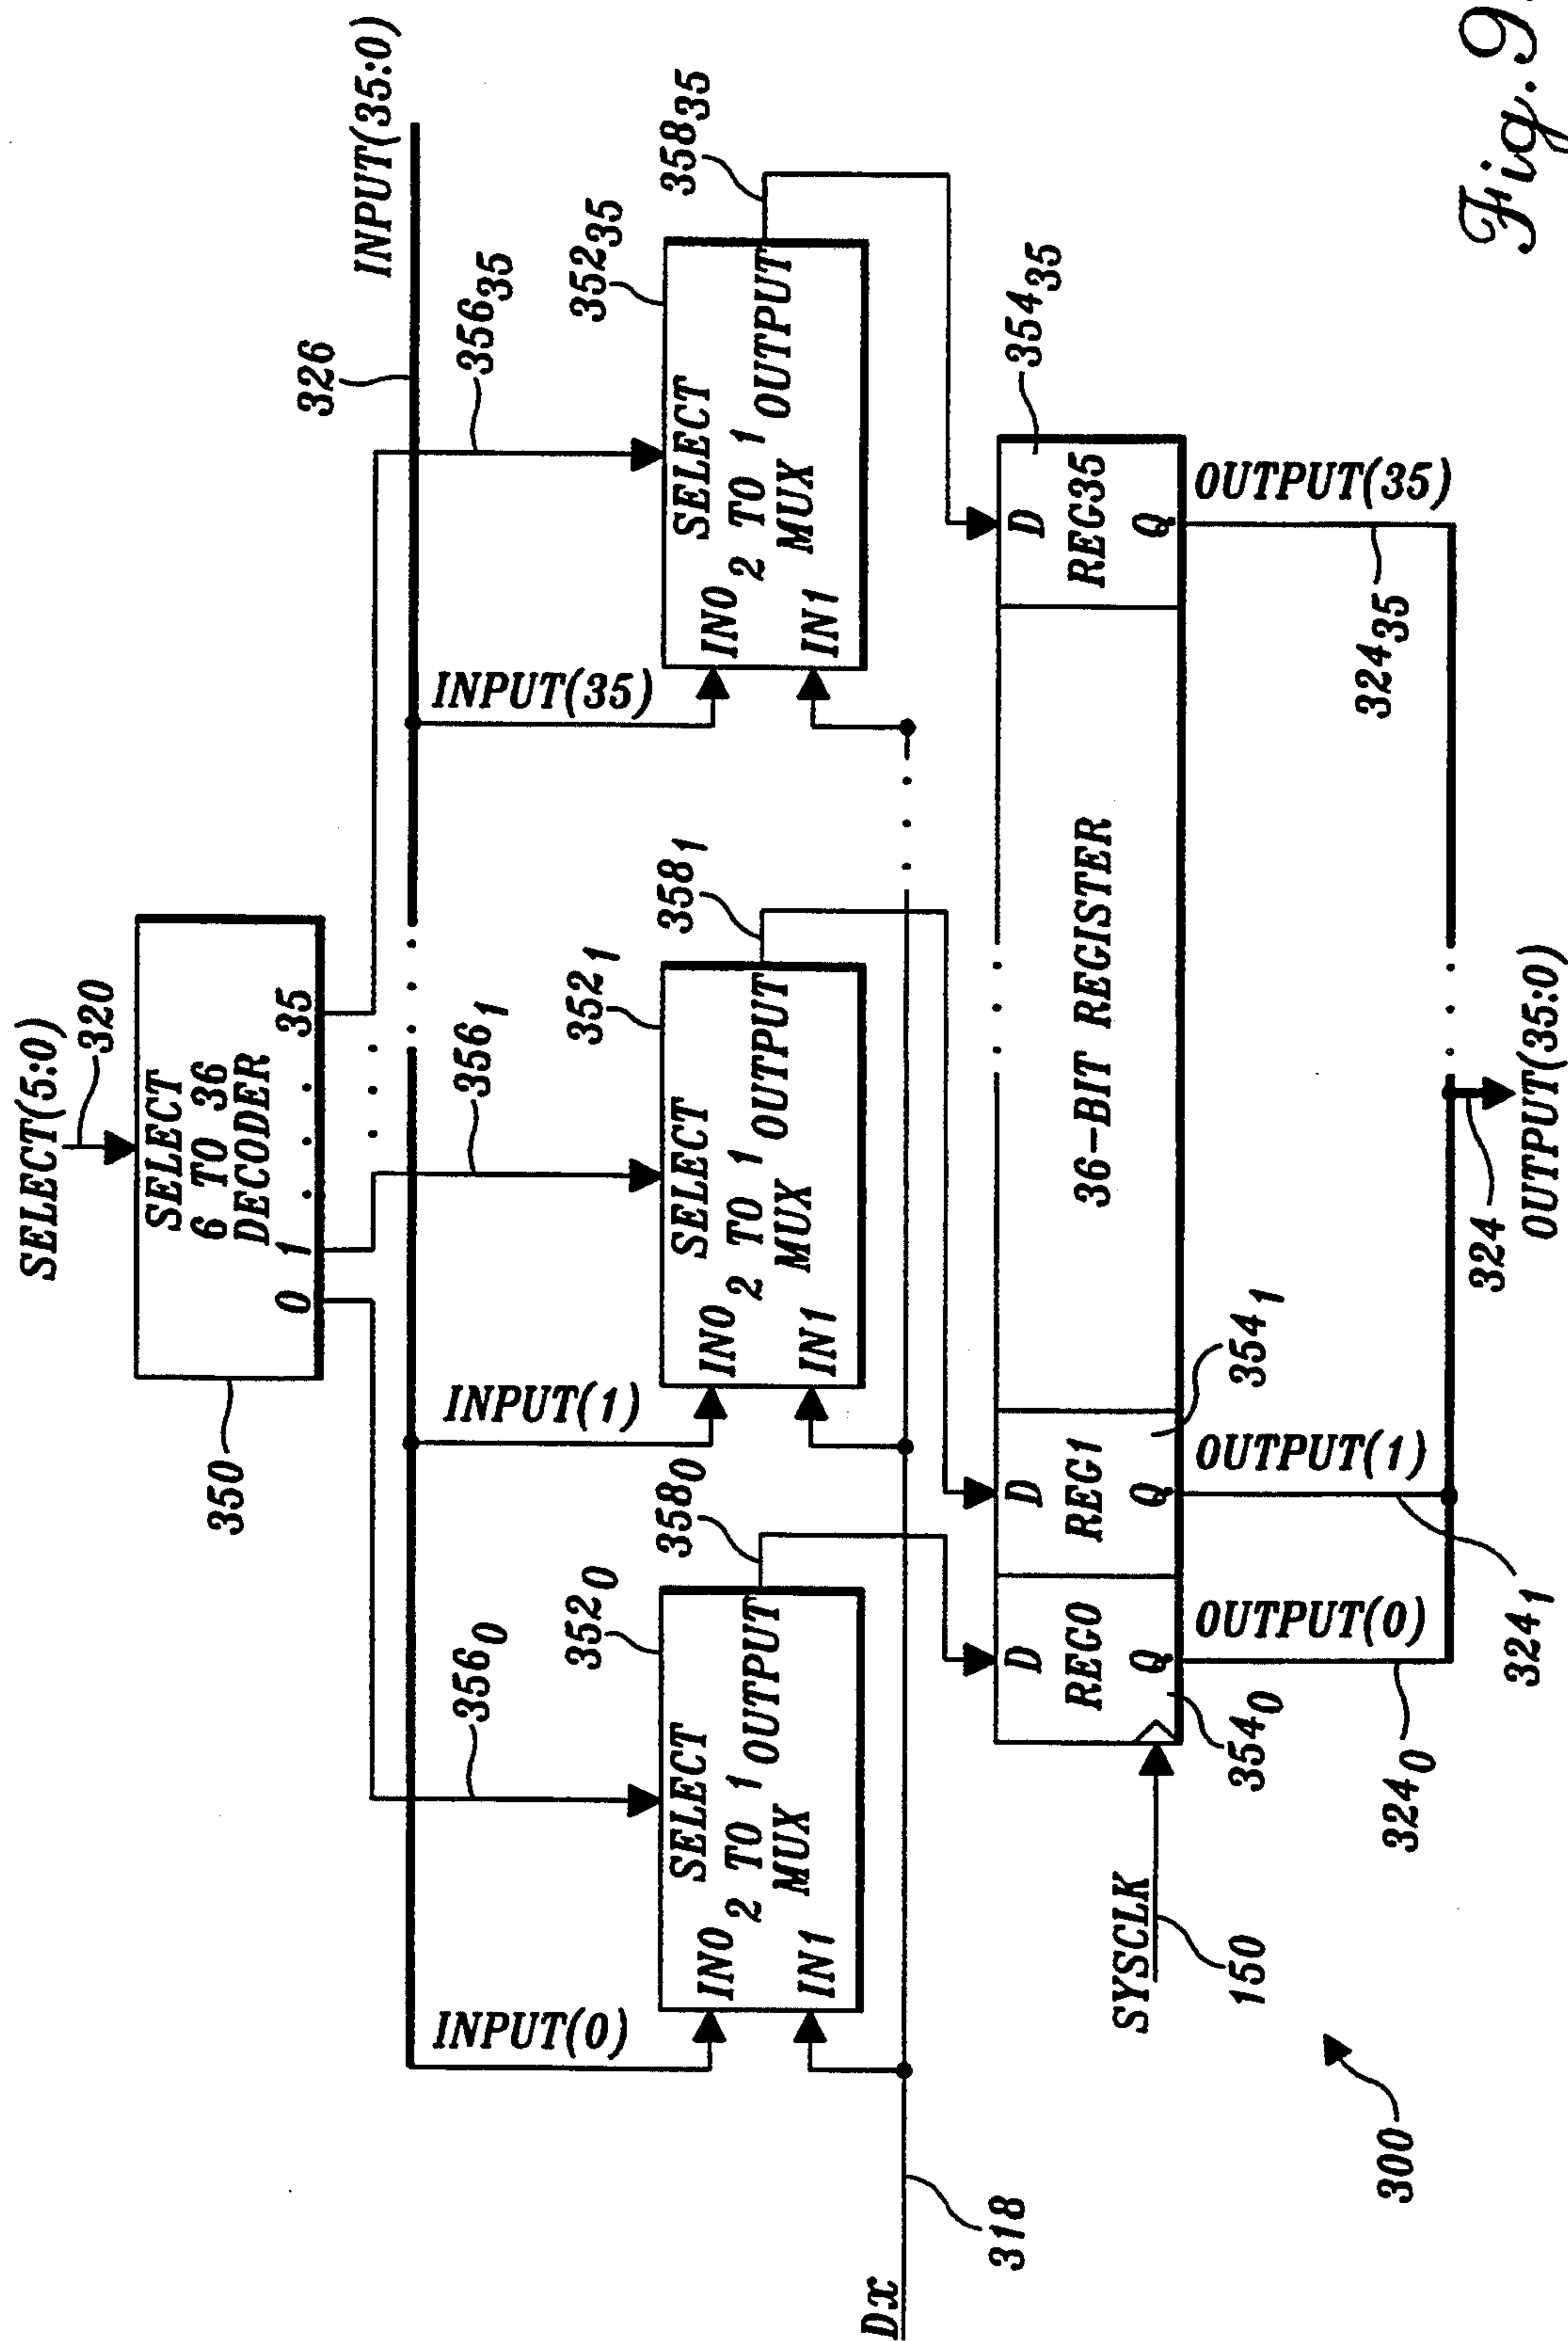 SELECT(5:0)
320
SELECT
6 TO 36
DECODER
0 1 . . . 35
350
INPUT(35:0)
326
356₀
356₁
356₃₅
INPUT(0)
INPUT(1)
INPUT(35)
352₀
358₀
SELECT
IN0
2 TO 1
MUX
OUTPUT
IN1
352₁
358₁
SELECT
IN0
2 TO 1
MUX
OUTPUT
IN1
352₃₅
358₃₅
SELECT
IN0
2 TO 1
MUX
OUTPUT
IN1
Dx
318
SYSCLK
150
D
REG0
Q
354₀
D
REG1
Q
354₁
36-BIT REGISTER
D
REG35
Q
354₃₅
OUTPUT(0)
OUTPUT(1)
OUTPUT(35)
324₀
324₁
324₃₅
324
OUTPUT(35:0)
300
Fig. 9.